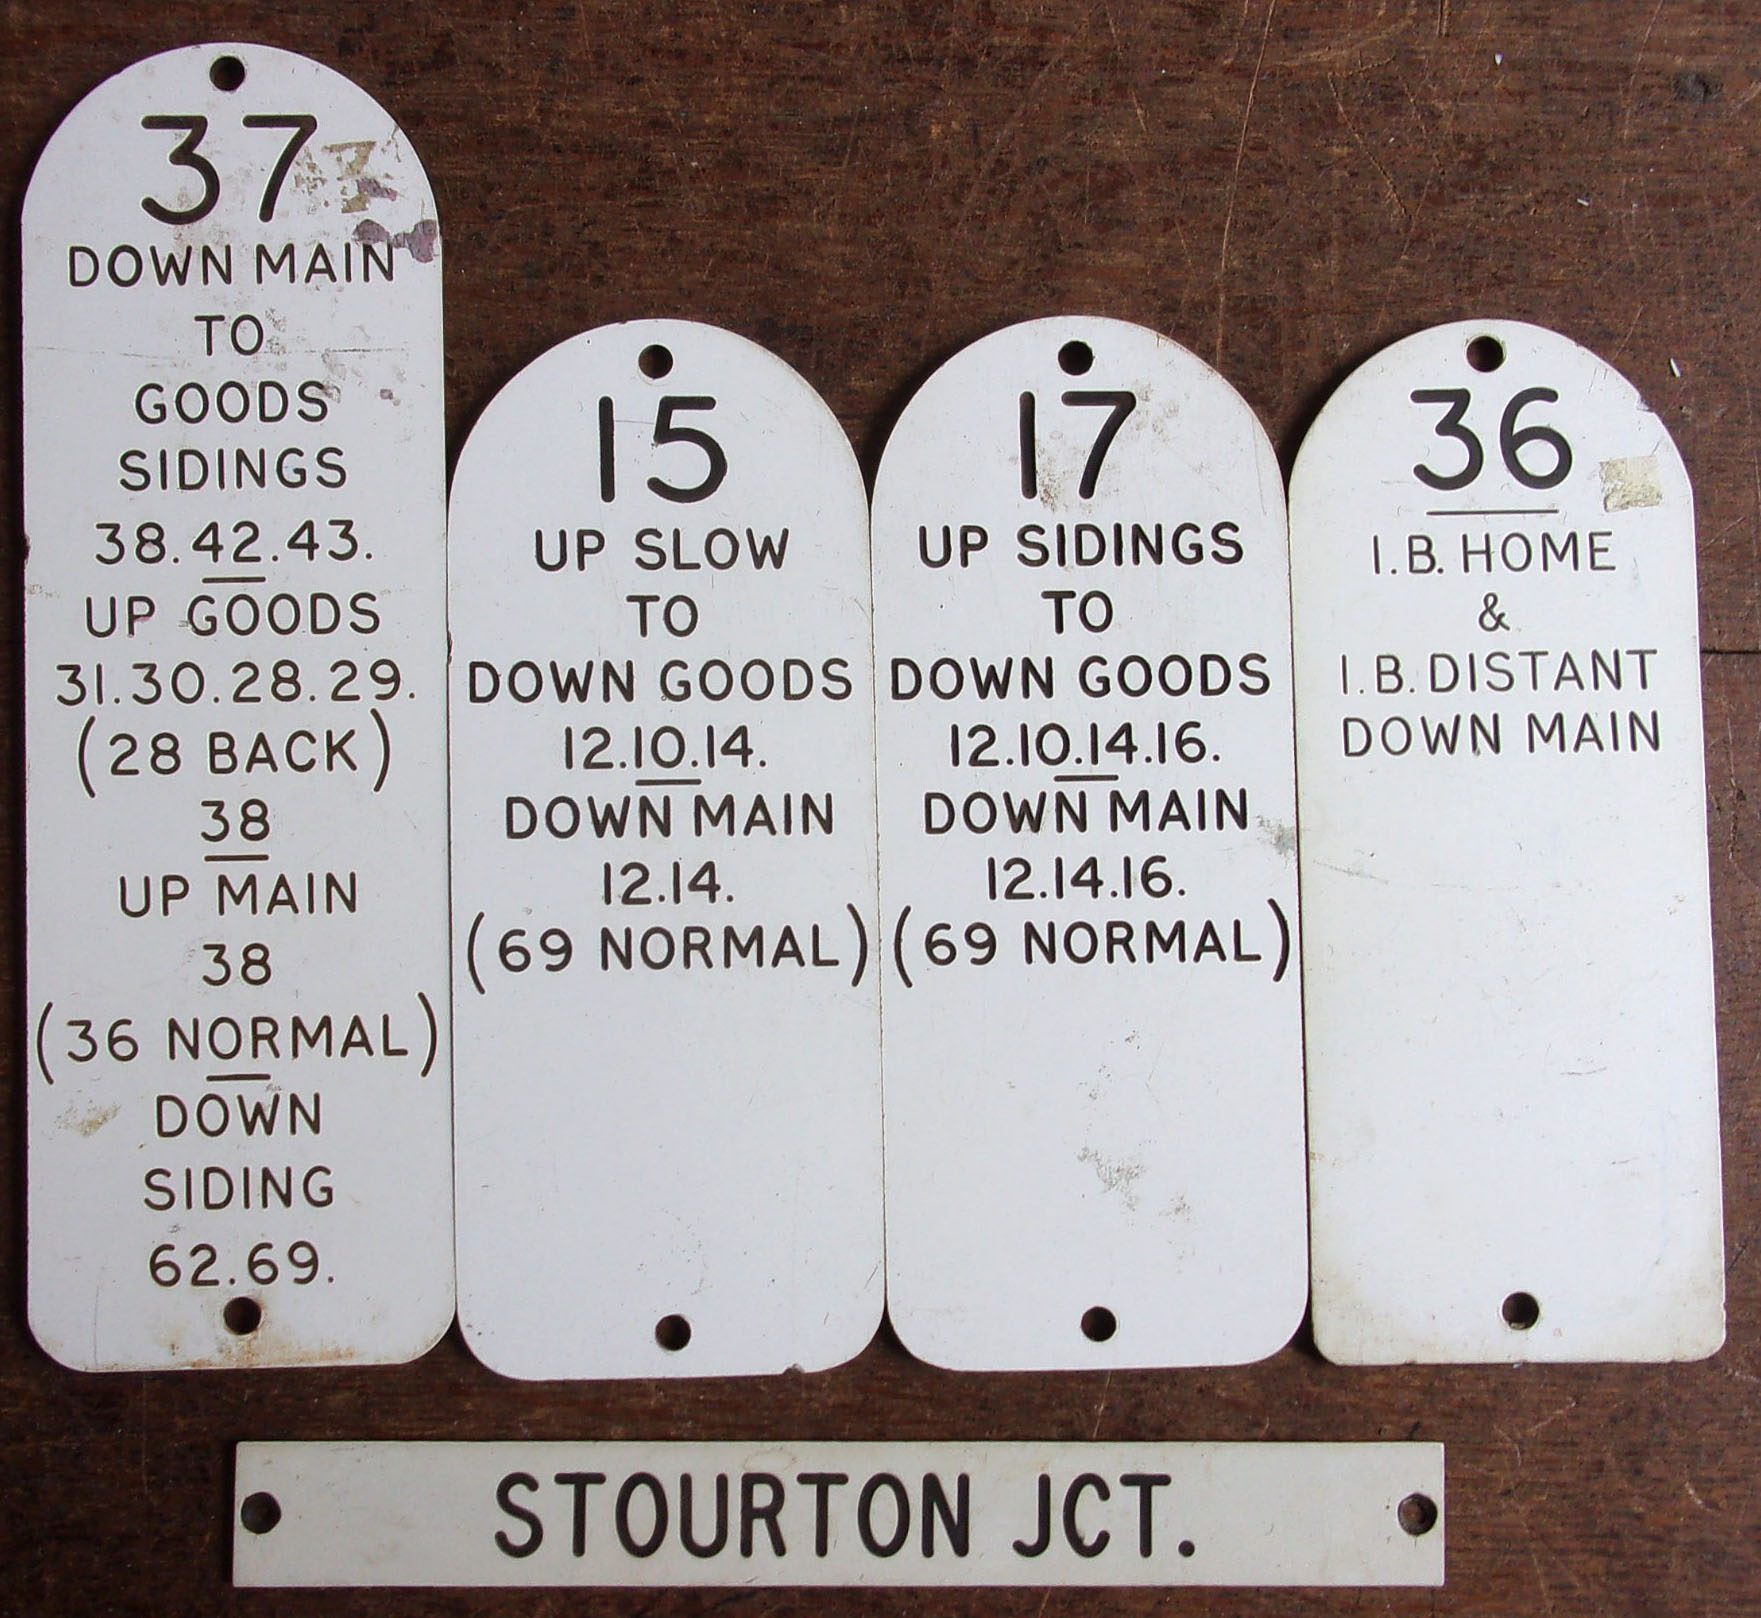 37
DOWN MAIN
TO
GOODS
SIDINGS
38.42.43.
UP GOODS
31.30.28.29.
(28 BACK)
38
UP MAIN
38
(36 NORMAL)
DOWN
SIDING
62.69.
15
UP SLOW
TO
DOWN GOODS
12.10.14.
DOWN MAIN
12.14.
(69 NORMAL)
17
UP SIDINGS
TO
DOWN GOODS
12.10.14.16.
DOWN MAIN
12.14.16.
(69 NORMAL)
36
I.B. HOME
&
I.B. DISTANT
DOWN MAIN
STOURTON JCT.